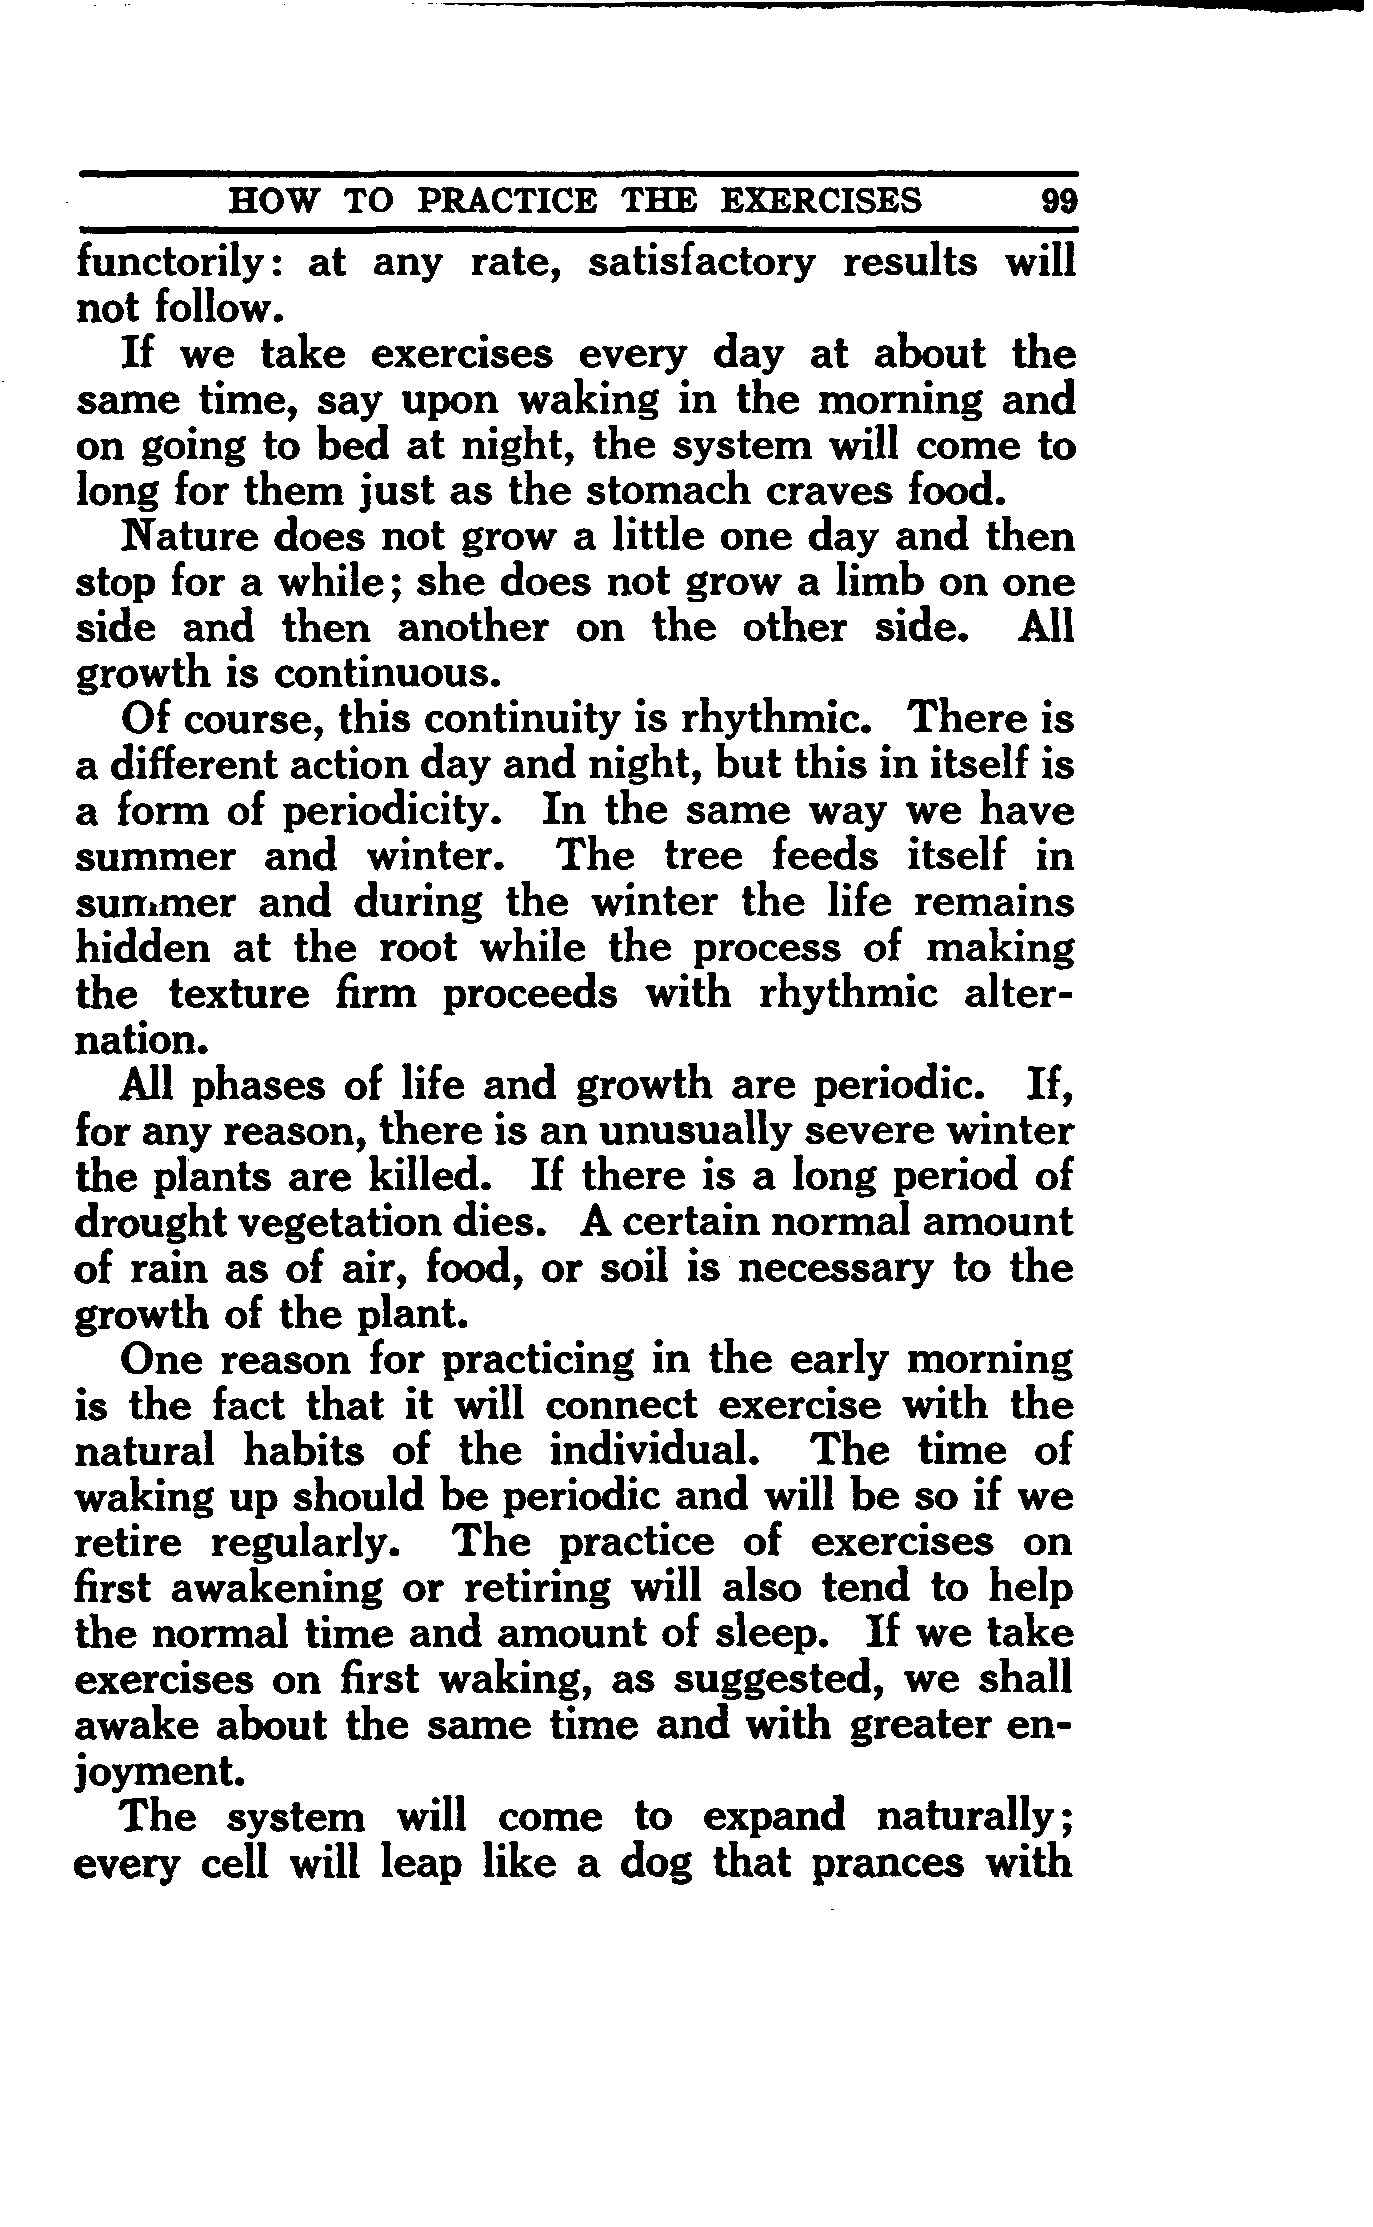 HOW TO PRACTICE THE EXERCISES 99
functorily: at any rate, satisfactory results will
not follow.
If we take exercises every day at about the
same time, say upon waking in the morning and
on going to bed at night, the system will come to
long for them just as the stomach craves food.
Nature does not grow a little one day and then
stop for a while; she does not grow a limb on one
side and then another on the other side. All
growth is continuous.
Of course, this continuity is rhythmic. There is
a different action day and night, but this in itself is
a form of periodicity. In the same way we have
summer and winter. The tree feeds itself in
summer and during the winter the life remains
hidden at the root while the process of making
the texture firm proceeds with rhythmic alter-
nation.
All phases of life and growth are periodic. If,
for any reason, there is an unusually severe winter
the plants are killed. If there is a long period of
drought vegetation dies. A certain normal amount
of rain as of air, food, or soil is necessary to the
growth of the plant.
One reason for practicing in the early morning
is the fact that it will connect exercise with the
natural habits of the individual. The time of
waking up should be periodic and will be so if we
retire regularly. The practice of exercises on
first awakening or retiring will also tend to help
the normal time and amount of sleep. If we take
exercises on first waking, as suggested, we shall
awake about the same time and with greater en-
joyment.
The system will come to expand naturally;
every cell will leap like a dog that prances with